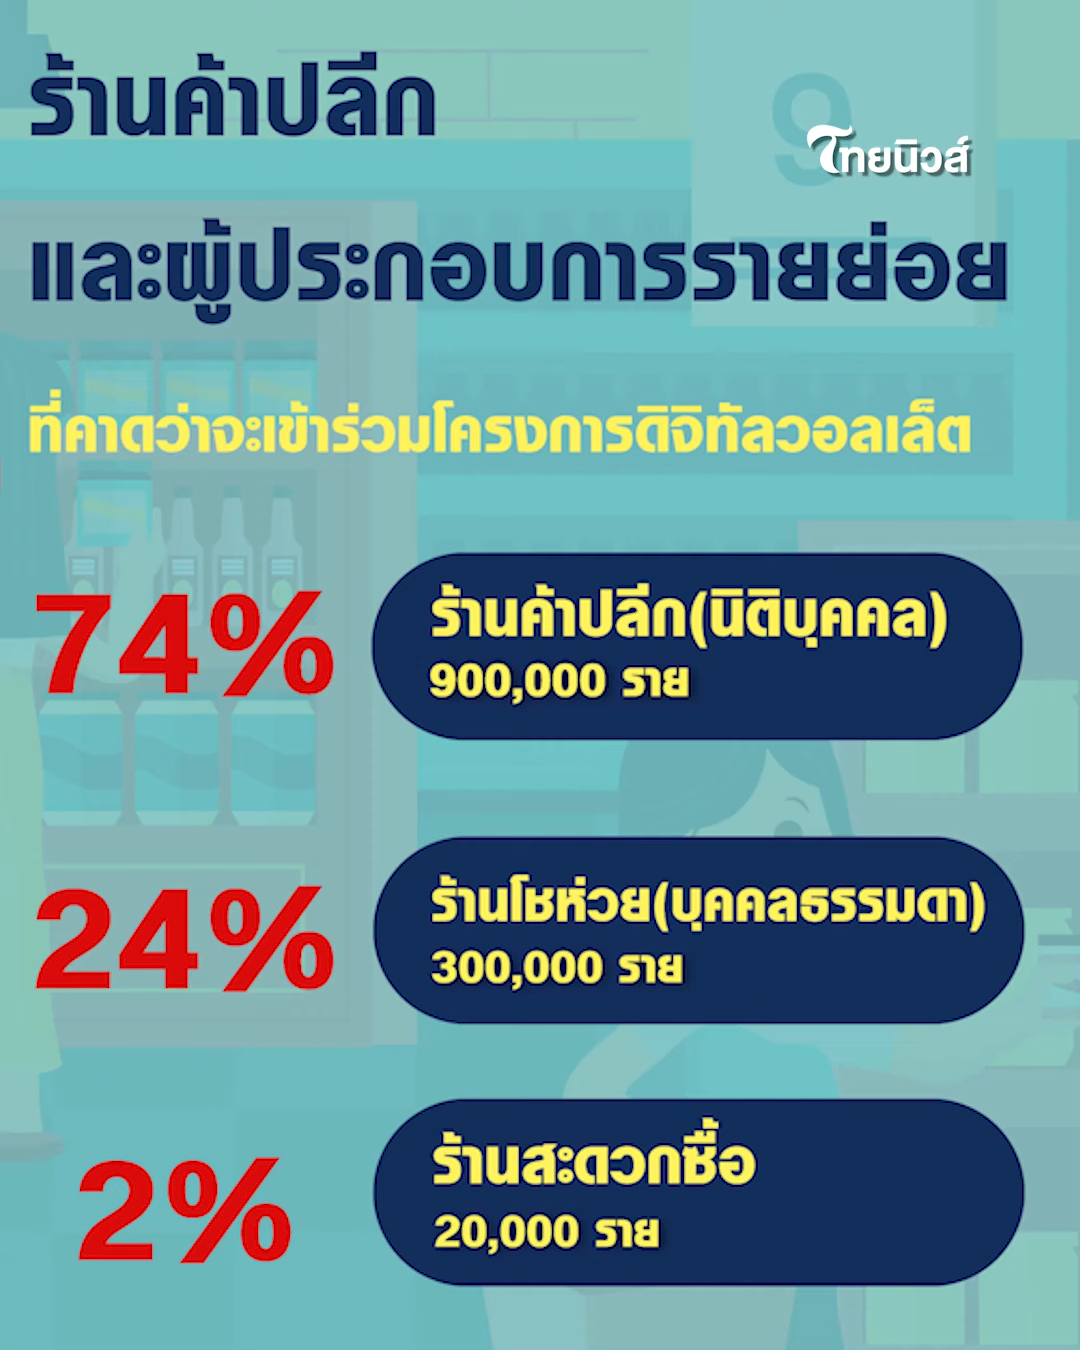 ร้านค้าปลีก
ไทยนิวส์
และผู้ประกอบการรายย่อย
ที่คาดว่าจะเข้าร่วมโครงการดิจิทัลวอลเล็ต
74%
ร้านค้าปลีก(นิติบุคคล)
900,000 ราย
24%
ร้านโชห่วย(บุคคลธรรมดา)
300,000 ราย
2%
ร้านสะดวกซื้อ
20,000 ราย
9